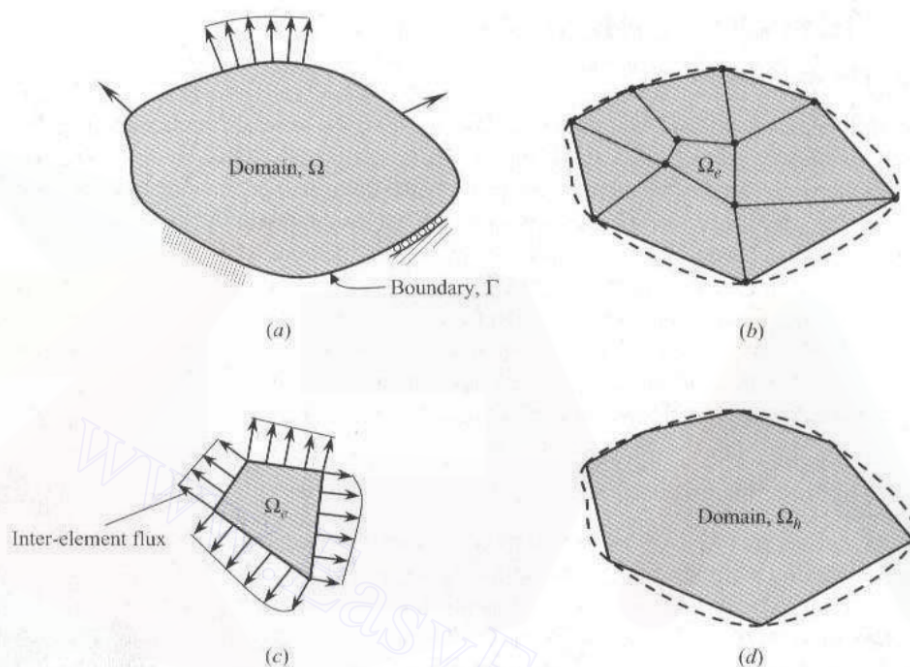 Domain, Ω
Boundary, Γ
(a)
Ωe
(b)
Ωe
Inter-element flux
(c)
Domain, Ωh
(d)